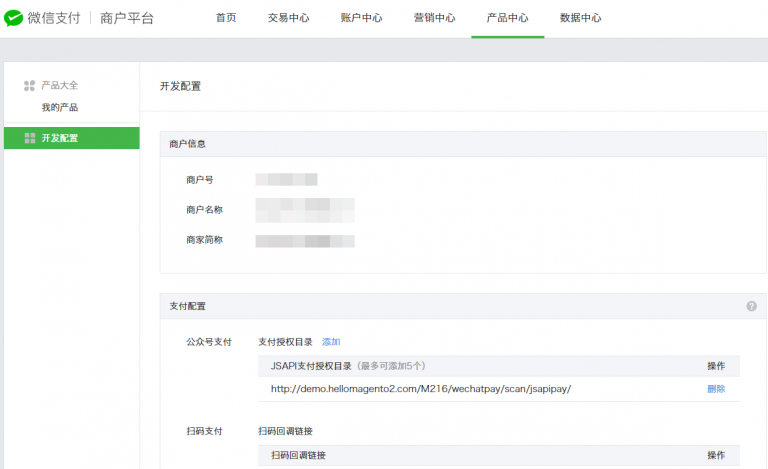 微信支付 | 商户平台
首页 交易中心 账户中心 营销中心 产品中心 数据中心
产品大全
我的产品
开发配置
开发配置
商户信息
商户号
商户名称
商家简称
支付配置 ?
公众号支付 支付授权目录 添加
JSAPI支付授权目录（最多可添加5个） 操作
http://demo.hellomagento2.com/M216/wechatpay/scan/jsapipay/ 删除
扫码支付 扫码回调链接
扫码回调链接 操作